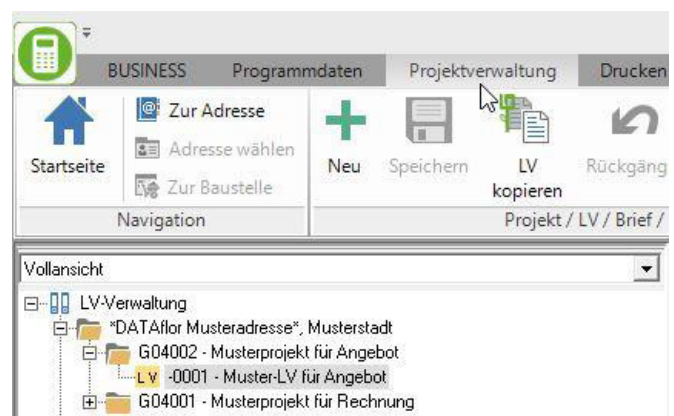 BUSINESS Programmdaten Projektverwaltung Drucken
Zur Adresse
Adresse wählen
Zur Baustelle
Startseite
Neu Speichern LV kopieren Rückgäng
Navigation Projekt / LV / Brief /
Vollansicht
LV-Verwaltung
*DATAflor Musteradresse*, Musterstadt
G04002 - Musterprojekt für Angebot
LV -0001 - Muster-LV für Angebot
G04001 - Musterprojekt für Rechnung